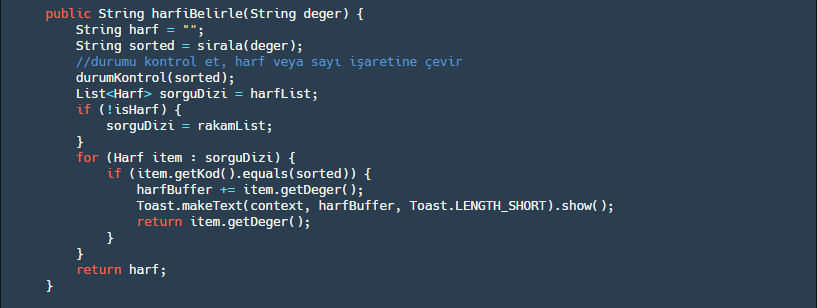 public String harfiBelirle(String deger) {
String harf = "";
String sorted = sirala(deger);
//durumu kontrol et, harf veya sayı işaretine çevir
durumKontrol(sorted);
List<Harf> sorguDizi = harfList;
if (!isHarf) {
sorguDizi = rakamList;
}
for (Harf item : sorguDizi) {
if (item.getKod().equals(sorted)) {
harfBuffer += item.getDeger();
Toast.makeText(context, harfBuffer, Toast.LENGTH_SHORT).show();
return item.getDeger();
}
}
return harf;
}